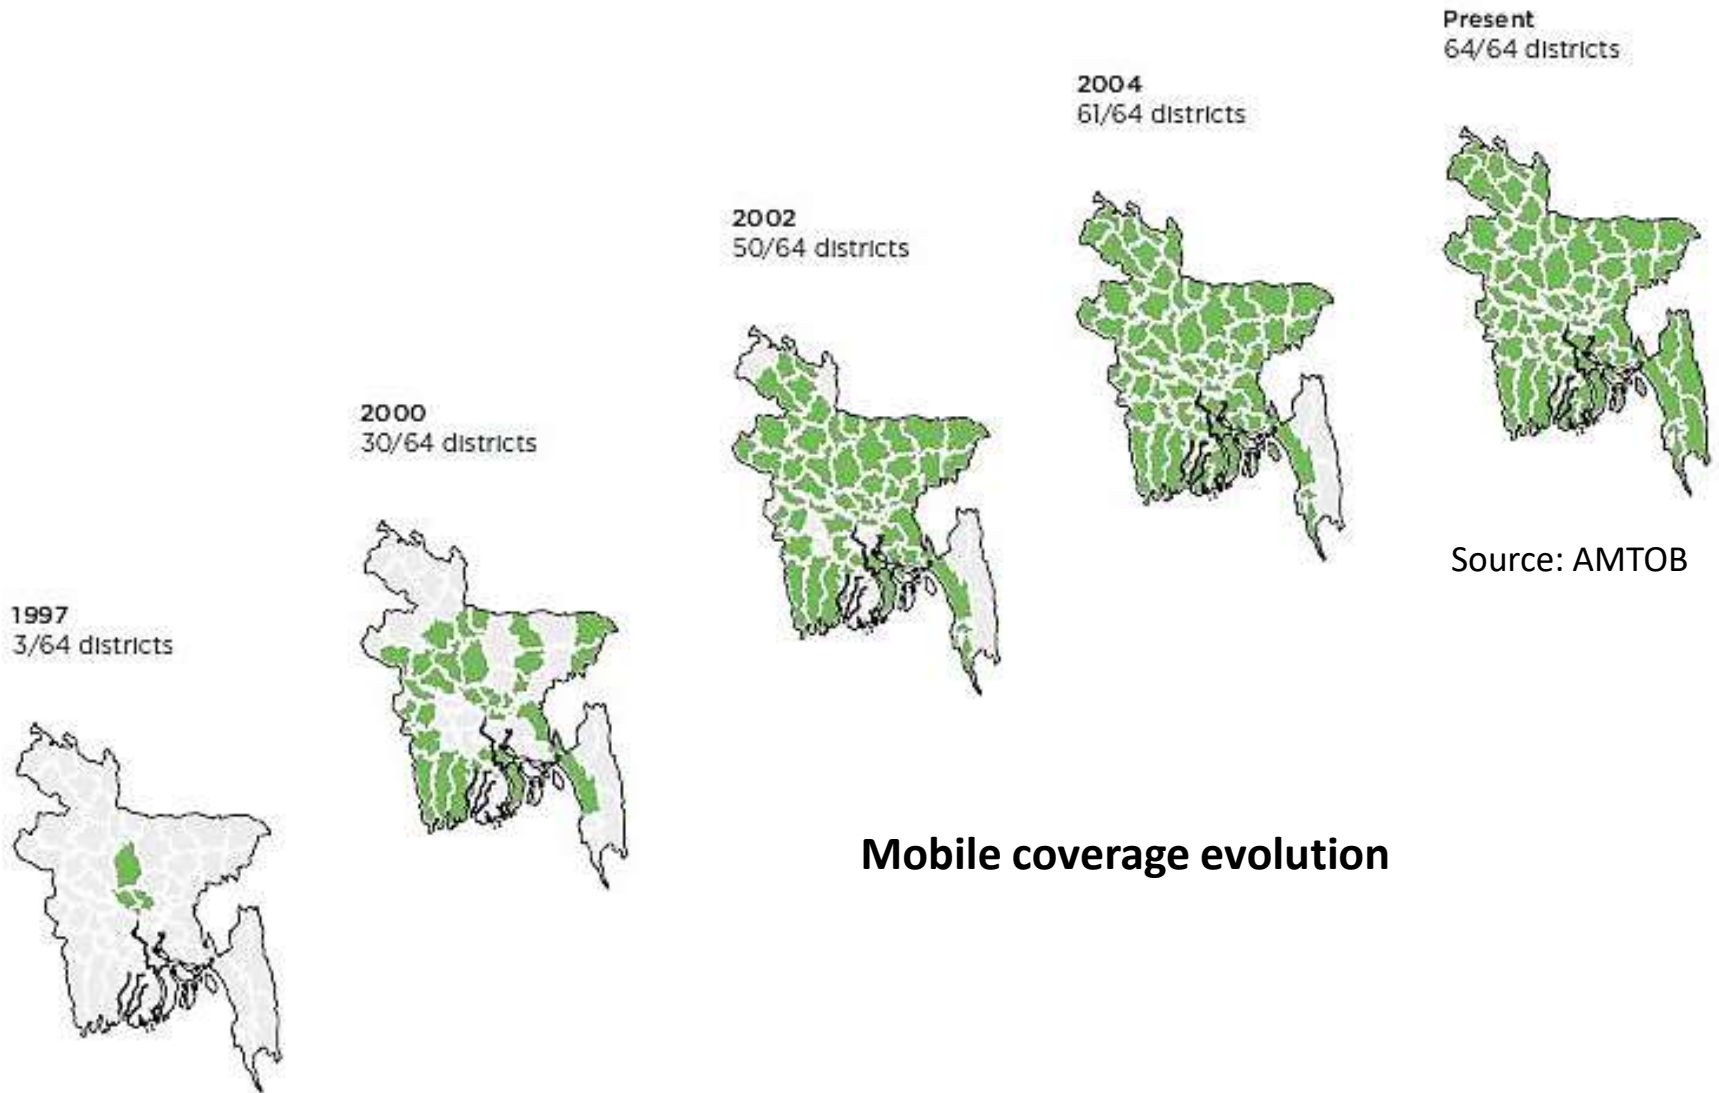 Present
64/64 districts
2004
61/64 districts
2002
50/64 districts
2000
30/64 districts
Source: AMTOB
1997
3/64 districts
Mobile coverage evolution